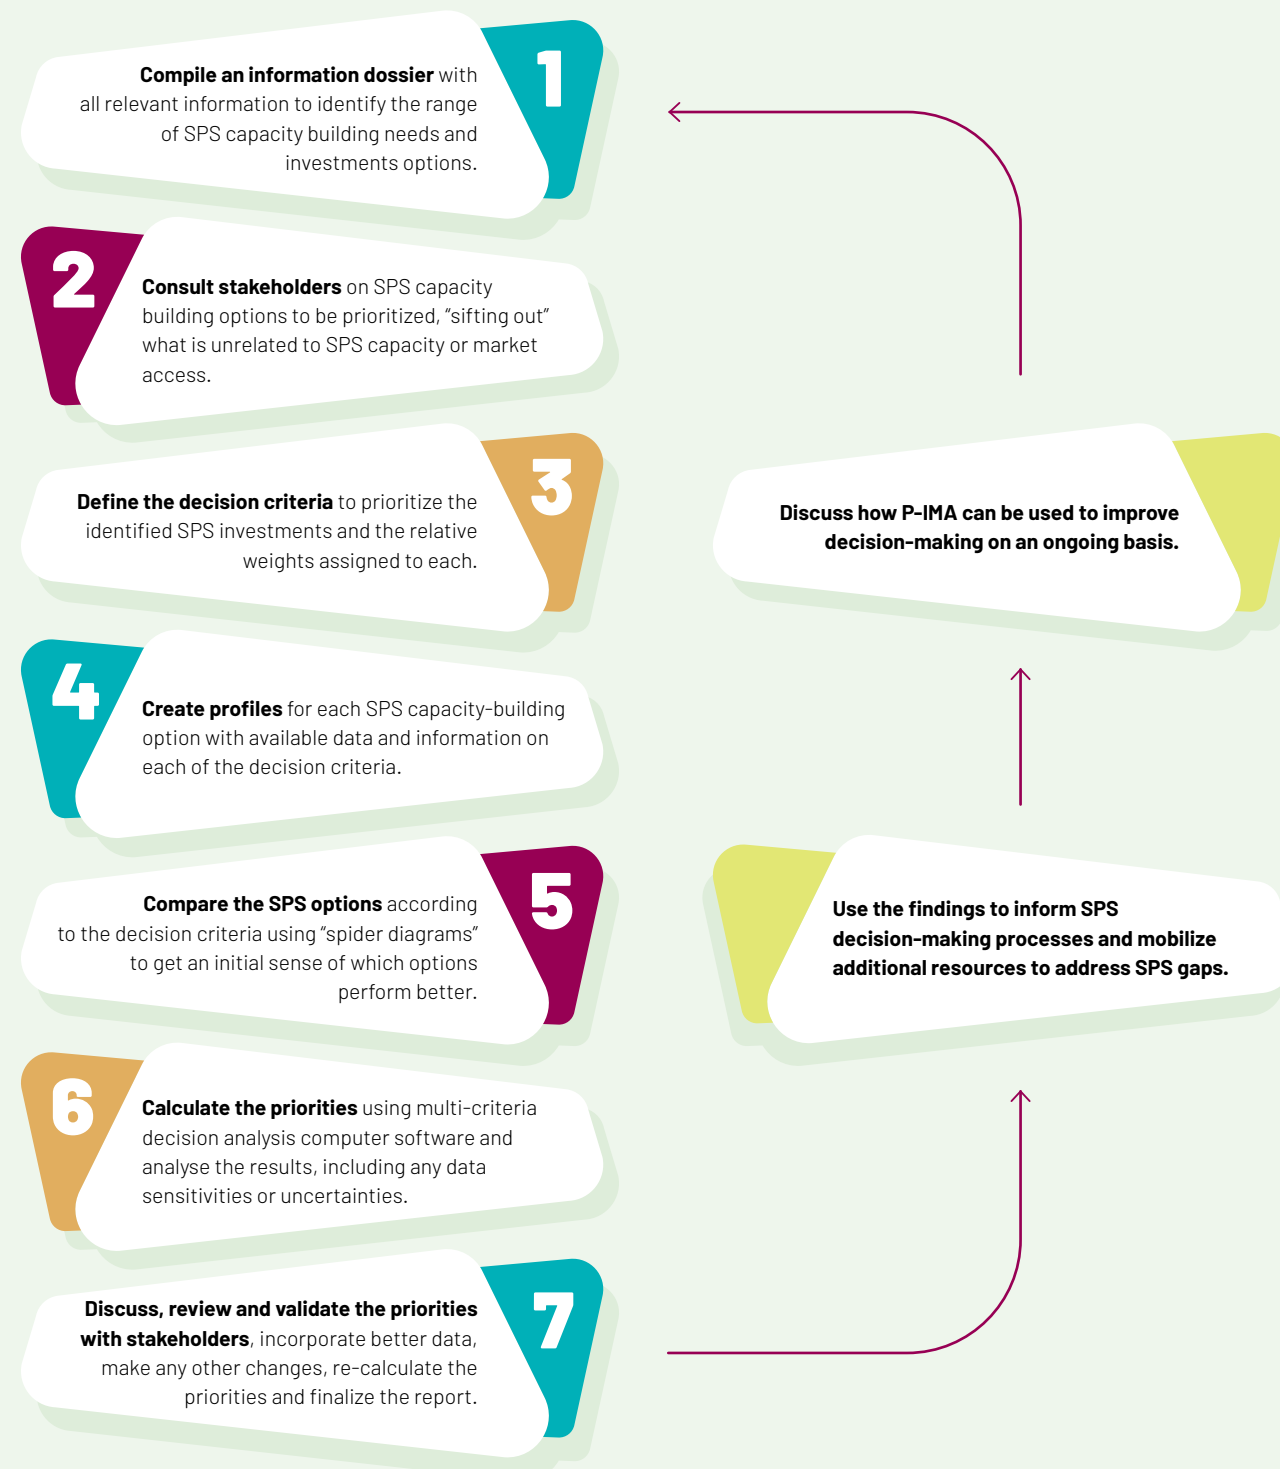 1
Compile an information dossier with
all relevant information to identify the range
of SPS capacity building needs and
investments options.
2
Consult stakeholders on SPS capacity
building options to be prioritized, “sifting out”
what is unrelated to SPS capacity or market
access.
3
Define the decision criteria to prioritize the
identified SPS investments and the relative
weights assigned to each.
4
Create profiles for each SPS capacity-building
option with available data and information on
each of the decision criteria.
5
Compare the SPS options according
to the decision criteria using “spider diagrams”
to get an initial sense of which options
perform better.
6
Calculate the priorities using multi-criteria
decision analysis computer software and
analyse the results, including any data
sensitivities or uncertainties.
7
Discuss, review and validate the priorities
with stakeholders, incorporate better data,
make any other changes, re-calculate the
priorities and finalize the report.
Use the findings to inform SPS
decision-making processes and mobilize
additional resources to address SPS gaps.
Discuss how P-IMA can be used to improve
decision-making on an ongoing basis.